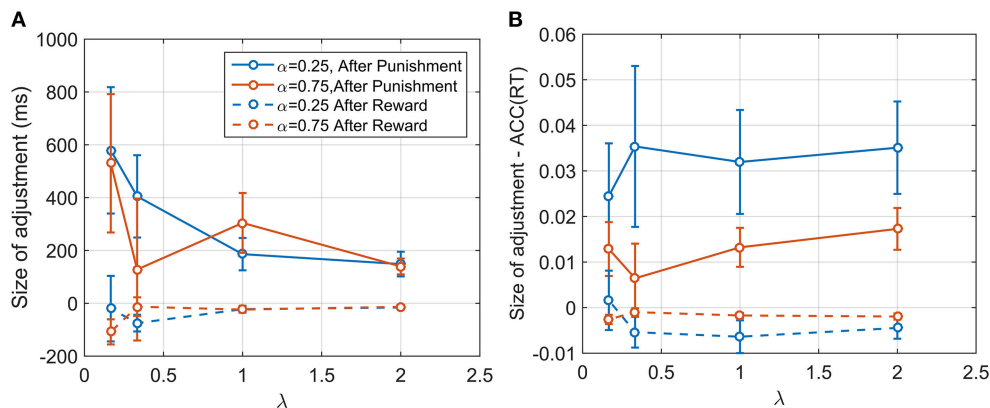 A
Size of adjustment (ms)
1000
800
600
400
200
0
-200
0
0.5
1
1.5
2
2.5
λ
α=0.25, After Punishment
α=0.75,After Punishment
α=0.25 After Reward
α=0.75 After Reward
B
Size of adjustment - ACC(RT)
0.06
0.05
0.04
0.03
0.02
0.01
0
-0.01
0
0.5
1
1.5
2
2.5
λ